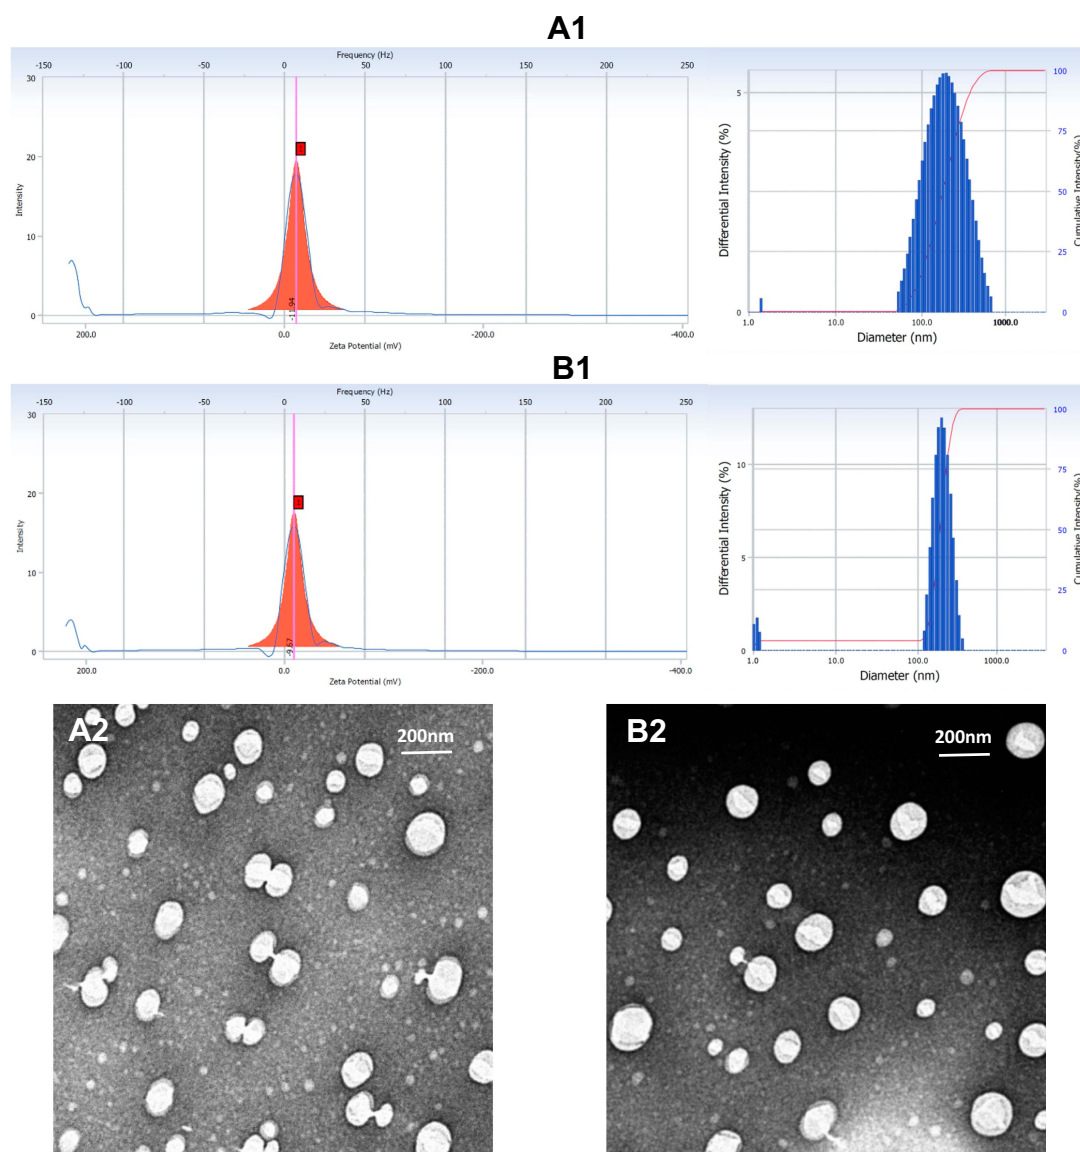 A1
Frequency (Hz)
-150 -100 -50 0 50 100 150 200 250
30
20
10
0
Intensity
-11.94
200.0 0.0 -200.0 -400.0
Zeta Potential (mV)
5
0
Differential Intensity (%)
100
75
50
25
0
Cumulative Intensity(%)
1.0 10.0 100.0 1000.0
Diameter (nm)
B1
Frequency (Hz)
-150 -100 -50 0 50 100 150 200 250
30
20
10
0
Intensity
-9.67
200.0 0.0 -200.0 -400.0
Zeta Potential (mV)
10
5
0
Differential Intensity (%)
100
75
50
25
0
Cumulative Intensity(%)
1.0 10.0 100.0 1000.0
Diameter (nm)
A2
200nm
B2
200nm